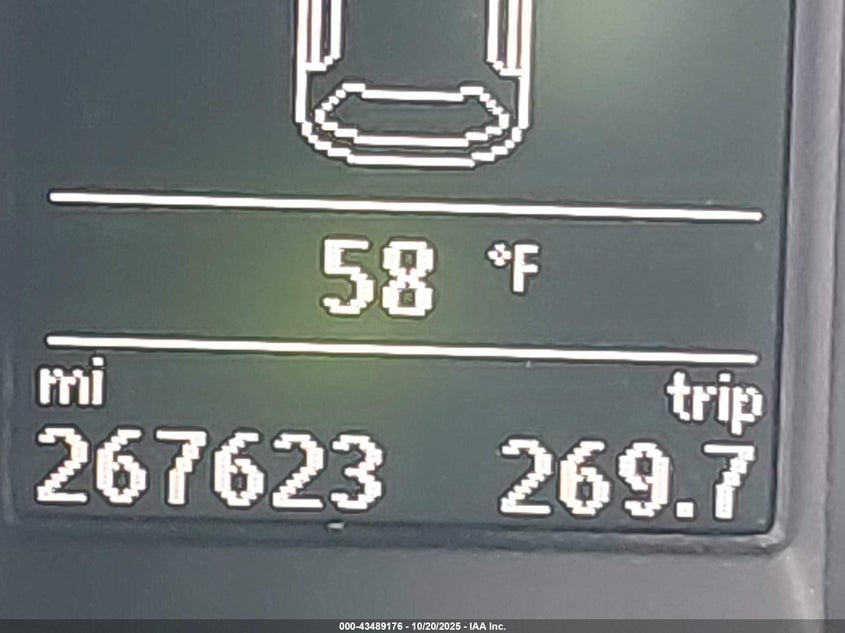 58 °F
mi trip
267623 269.7
000-43489176 - 10/20/2025 - IAA Inc.